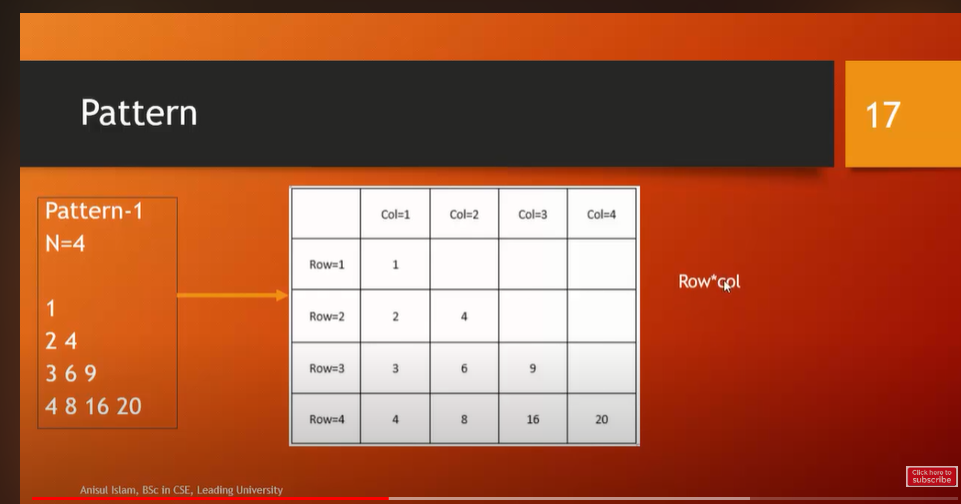 Pattern
17
Pattern-1
N=4
1
2 4
3 6 9
4 8 16 20
Col=1 Col=2 Col=3 Col=4
Row=1 1
Row=2 2 4
Row=3 3 6 9
Row=4 4 8 16 20
Row*col
Anisul Islam, BSc in CSE, Leading University
Click here to
subscribe